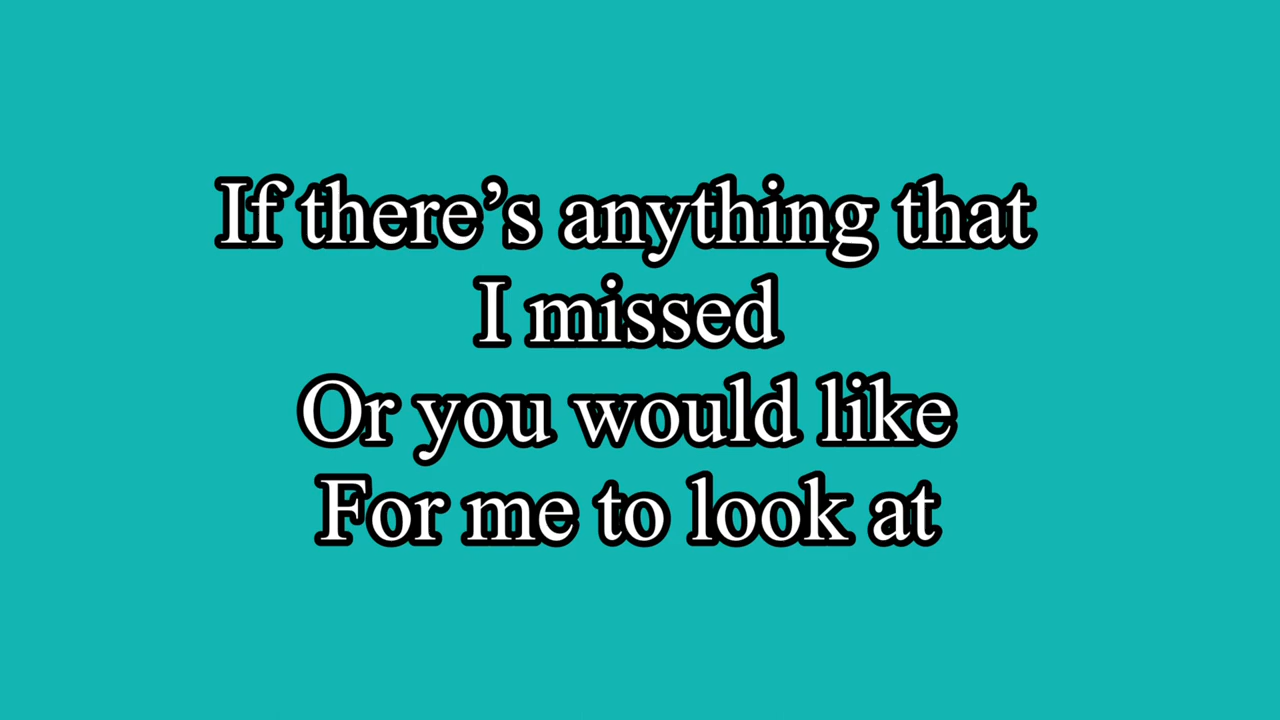 If there’s anything that
I missed
Or you would like
For me to look at